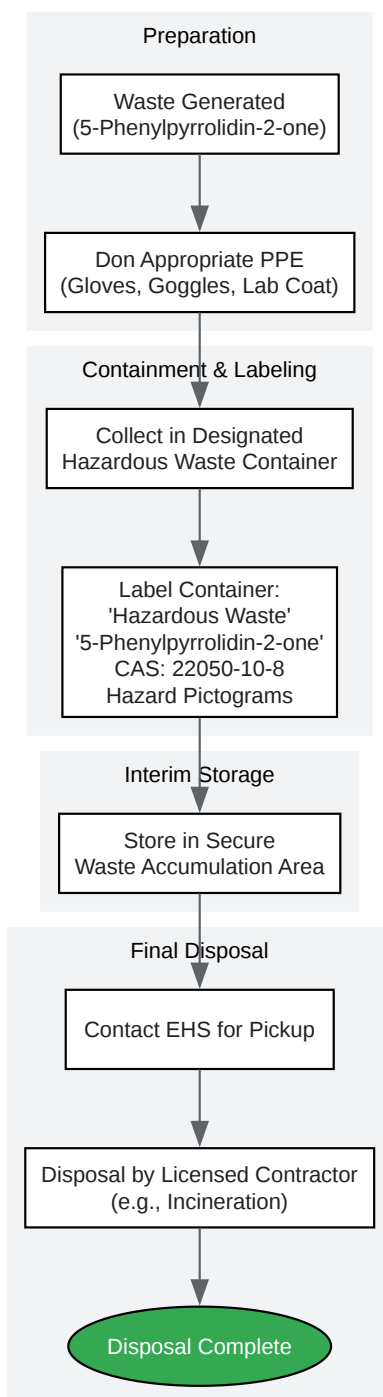 Preparation
Waste Generated
(5-Phenylpyrrolidin-2-one)
Don Appropriate PPE
(Gloves, Goggles, Lab Coat)
Containment & Labeling
Collect in Designated
Hazardous Waste Container
Label Container:
'Hazardous Waste'
'5-Phenylpyrrolidin-2-one'
CAS: 22050-10-8
Hazard Pictograms
Interim Storage
Store in Secure
Waste Accumulation Area
Final Disposal
Contact EHS for Pickup
Disposal by Licensed Contractor
(e.g., Incineration)
Disposal Complete